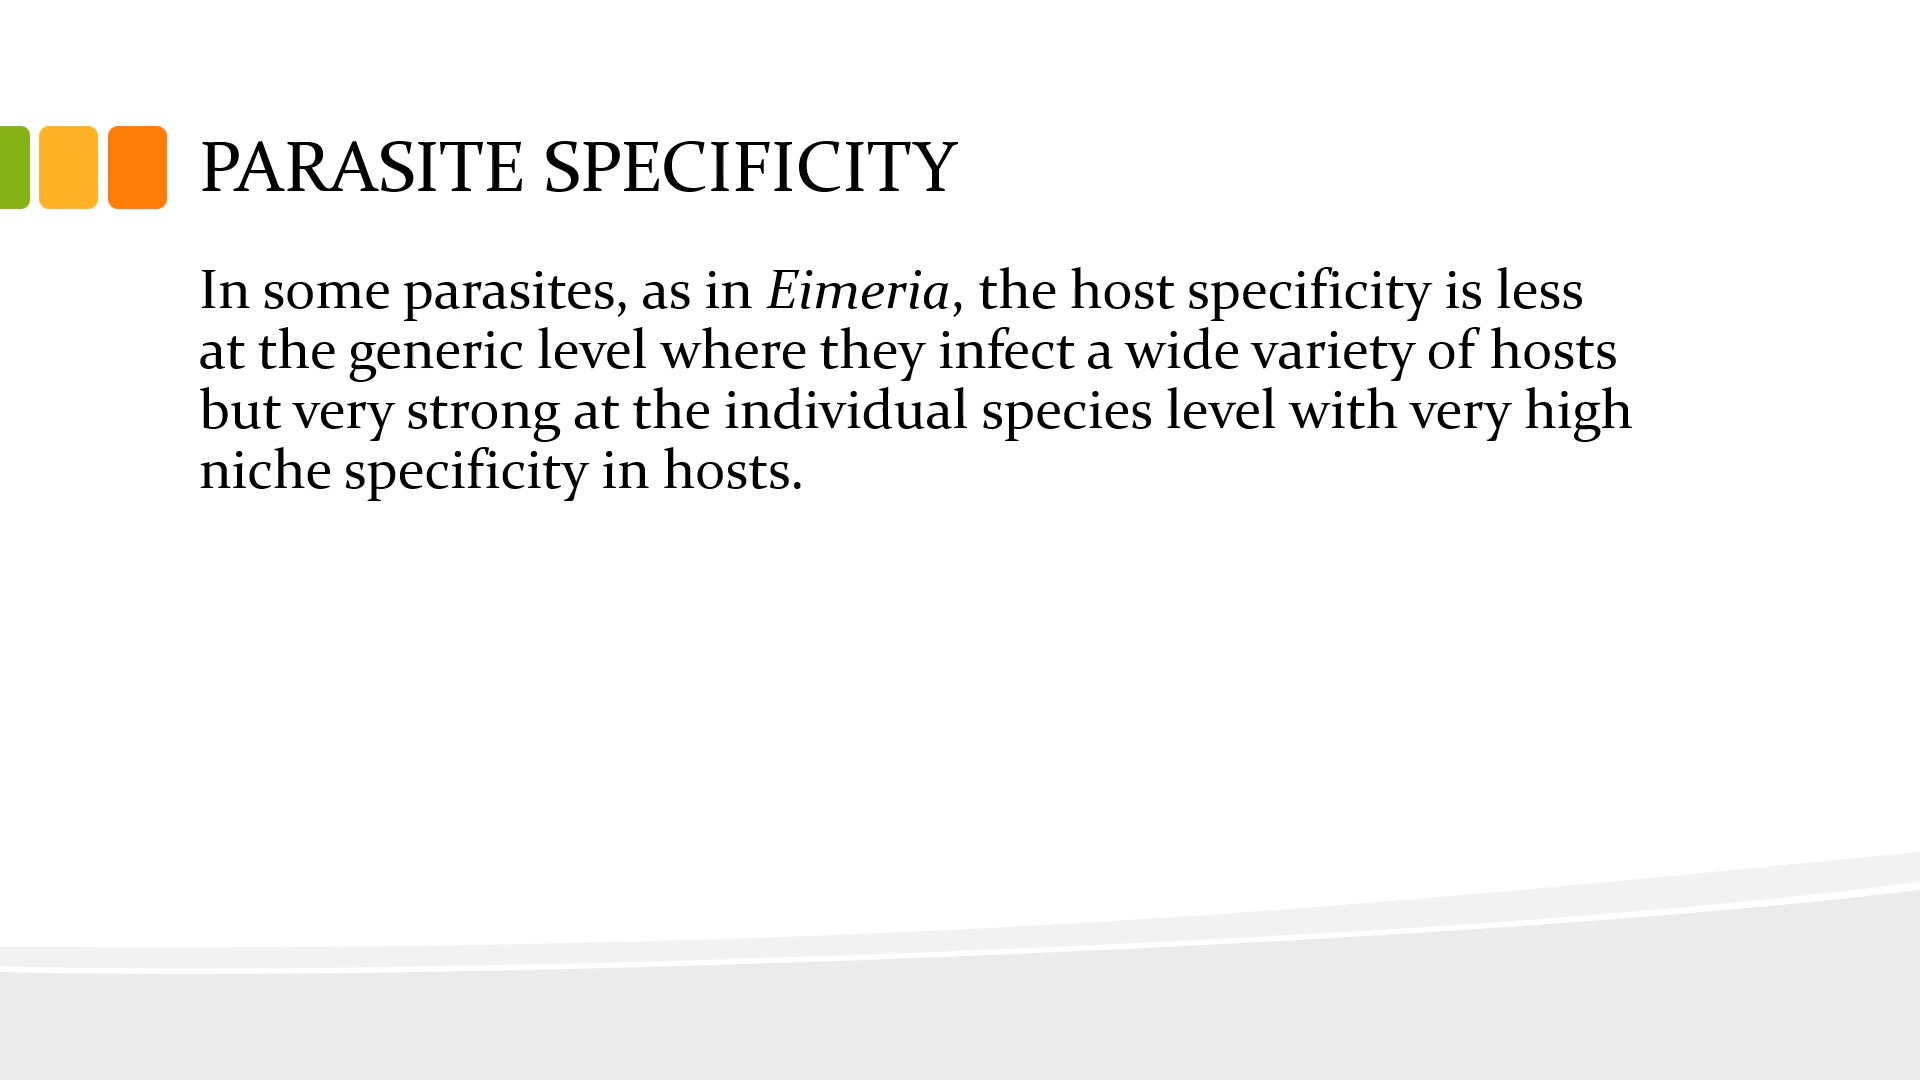 PARASITE SPECIFICITY
In some parasites, as in Eimeria, the host specificity is less
at the generic level where they infect a wide variety of hosts
but very strong at the individual species level with very high
niche specificity in hosts.